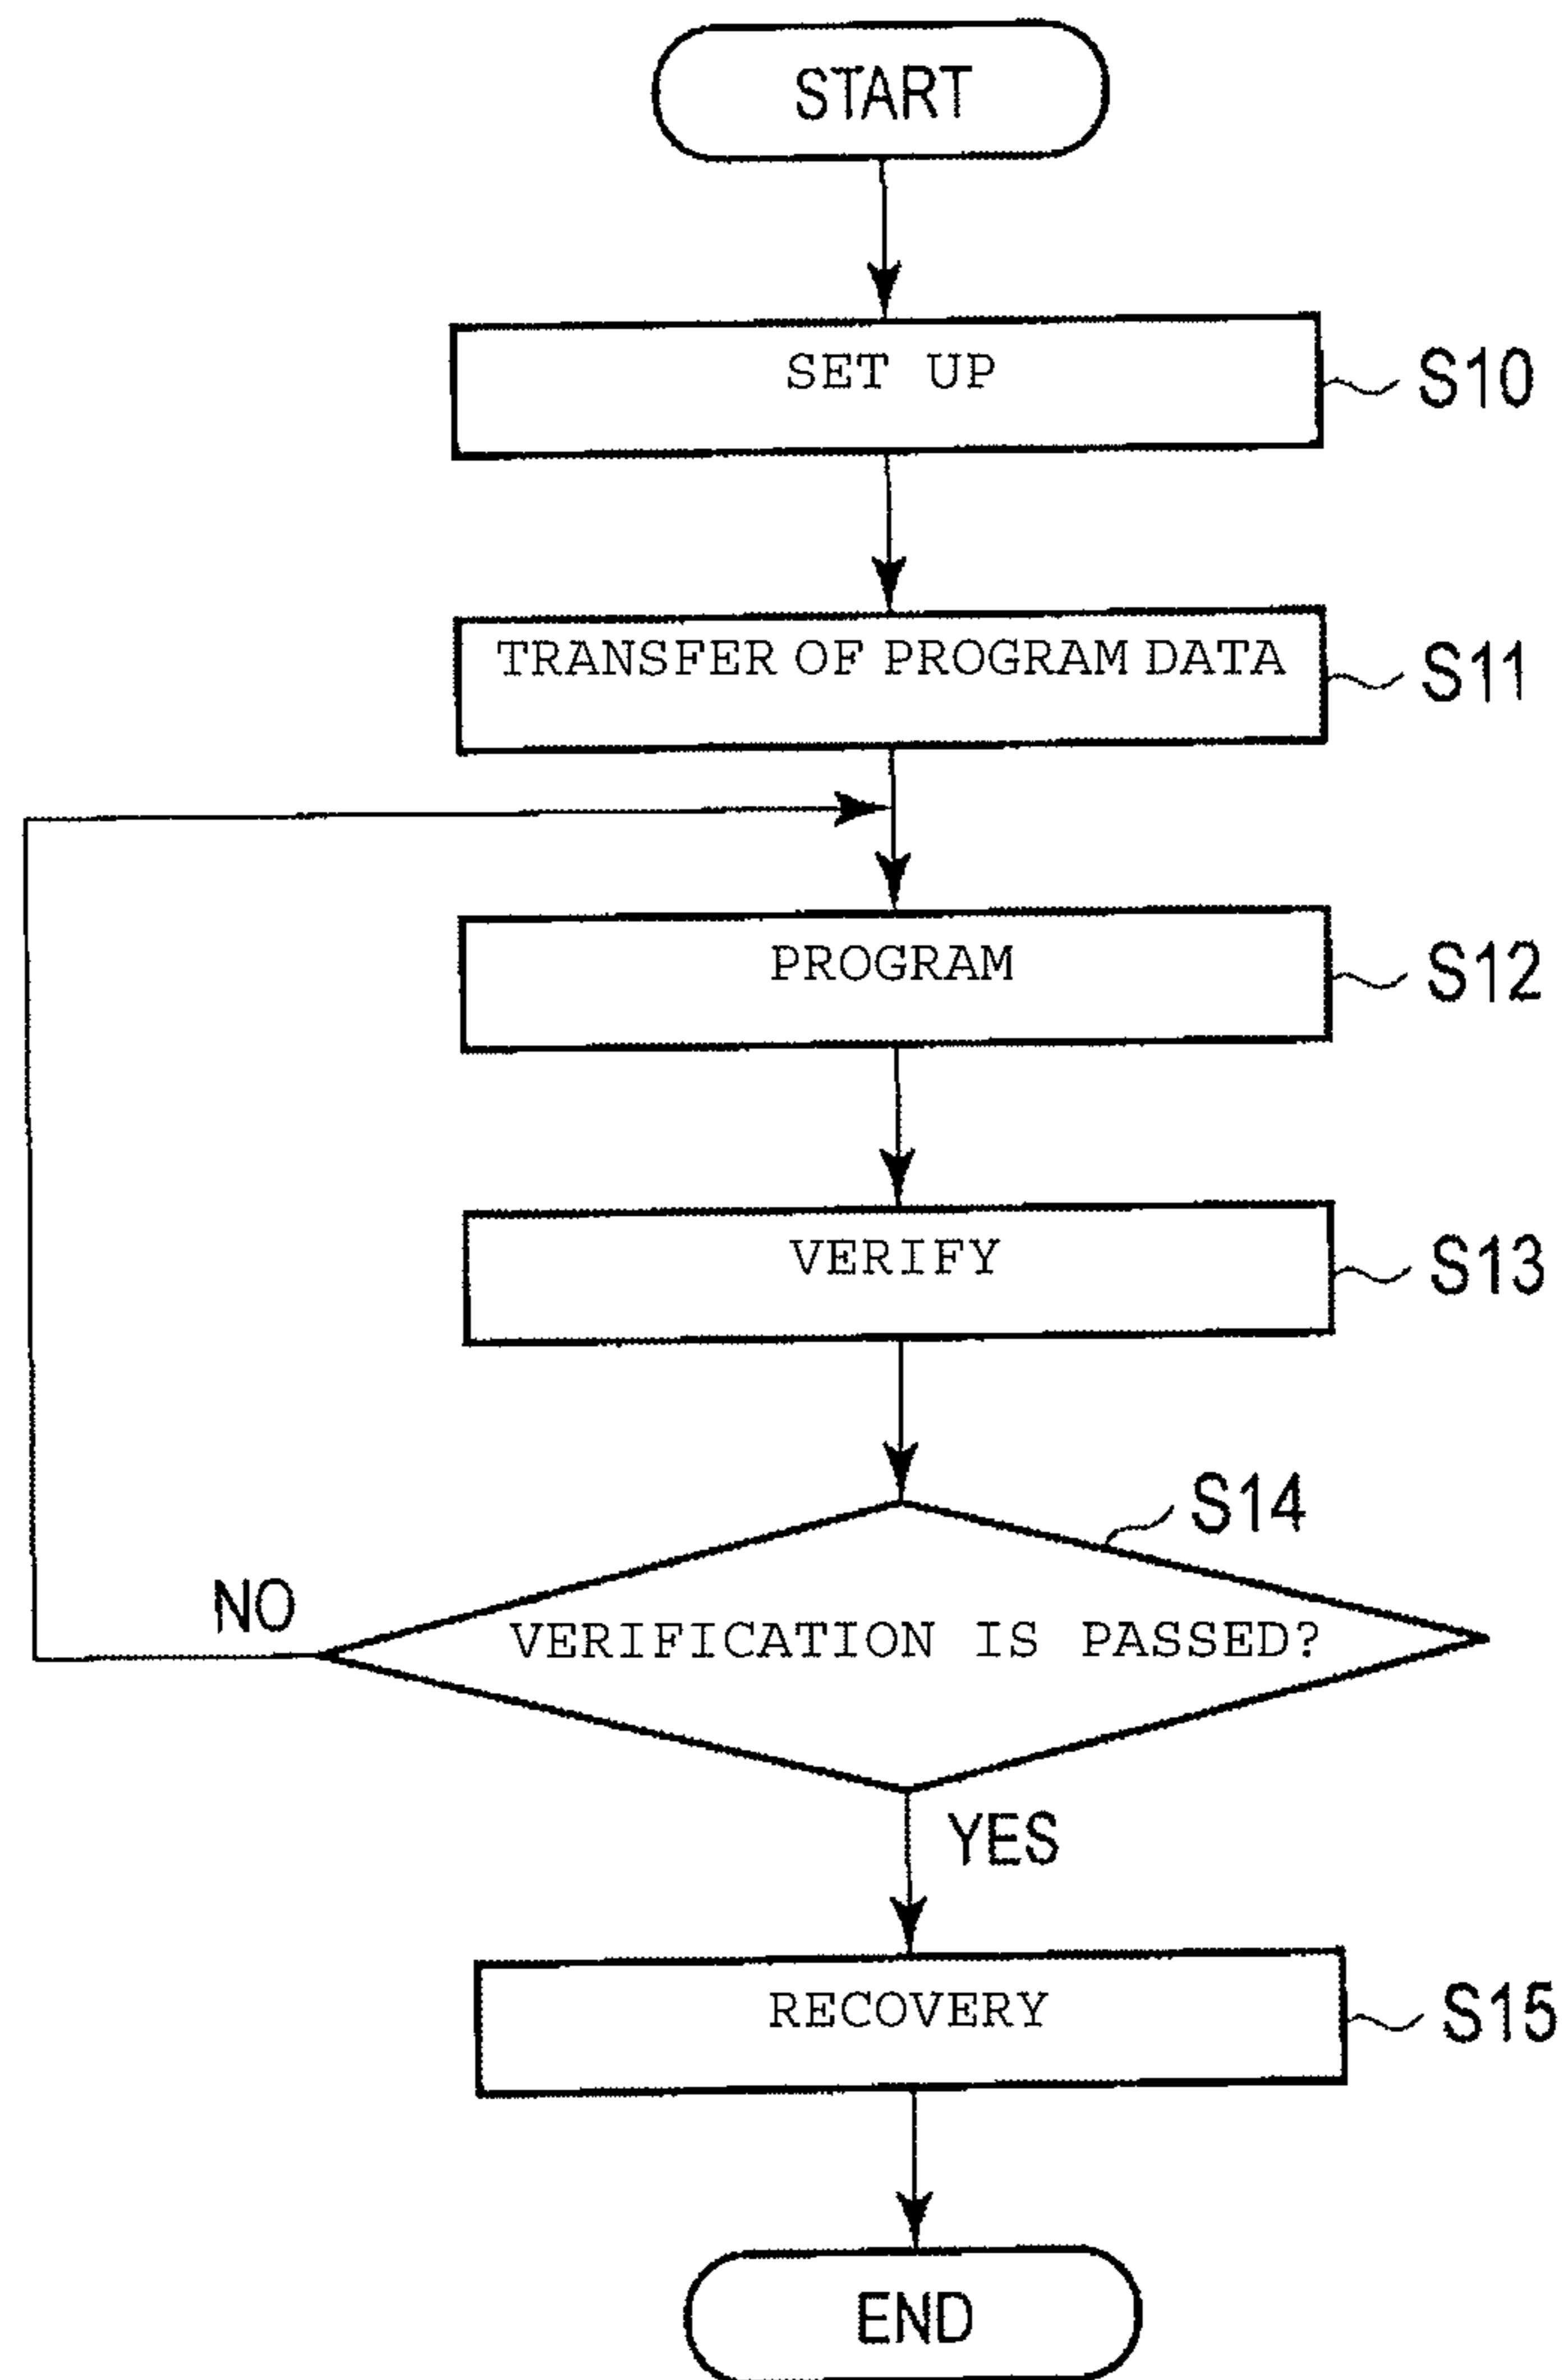 START
SET UP
S10
TRANSFER OF PROGRAM DATA
S11
PROGRAM
S12
VERIFY
S13
S14
NO
VERIFICATION IS PASSED?
YES
RECOVERY
S15
END